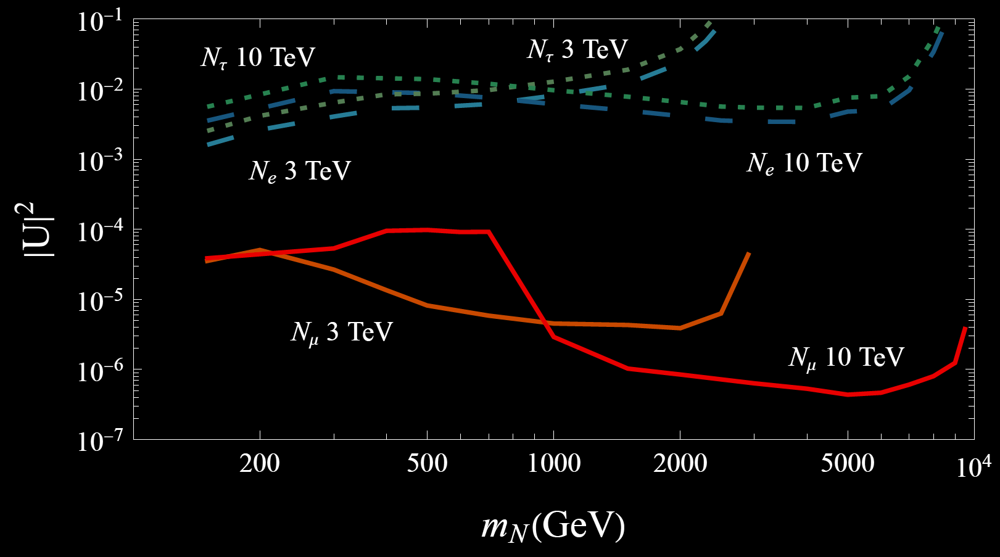 10⁻¹
N_τ 10 TeV
N_τ 3 TeV
10⁻²
10⁻³
N_e 3 TeV
N_e 10 TeV
|U|²
10⁻⁴
10⁻⁵
N_μ 3 TeV
N_μ 10 TeV
10⁻⁶
10⁻⁷
200 500 1000 2000 5000 10⁴
m_N(GeV)